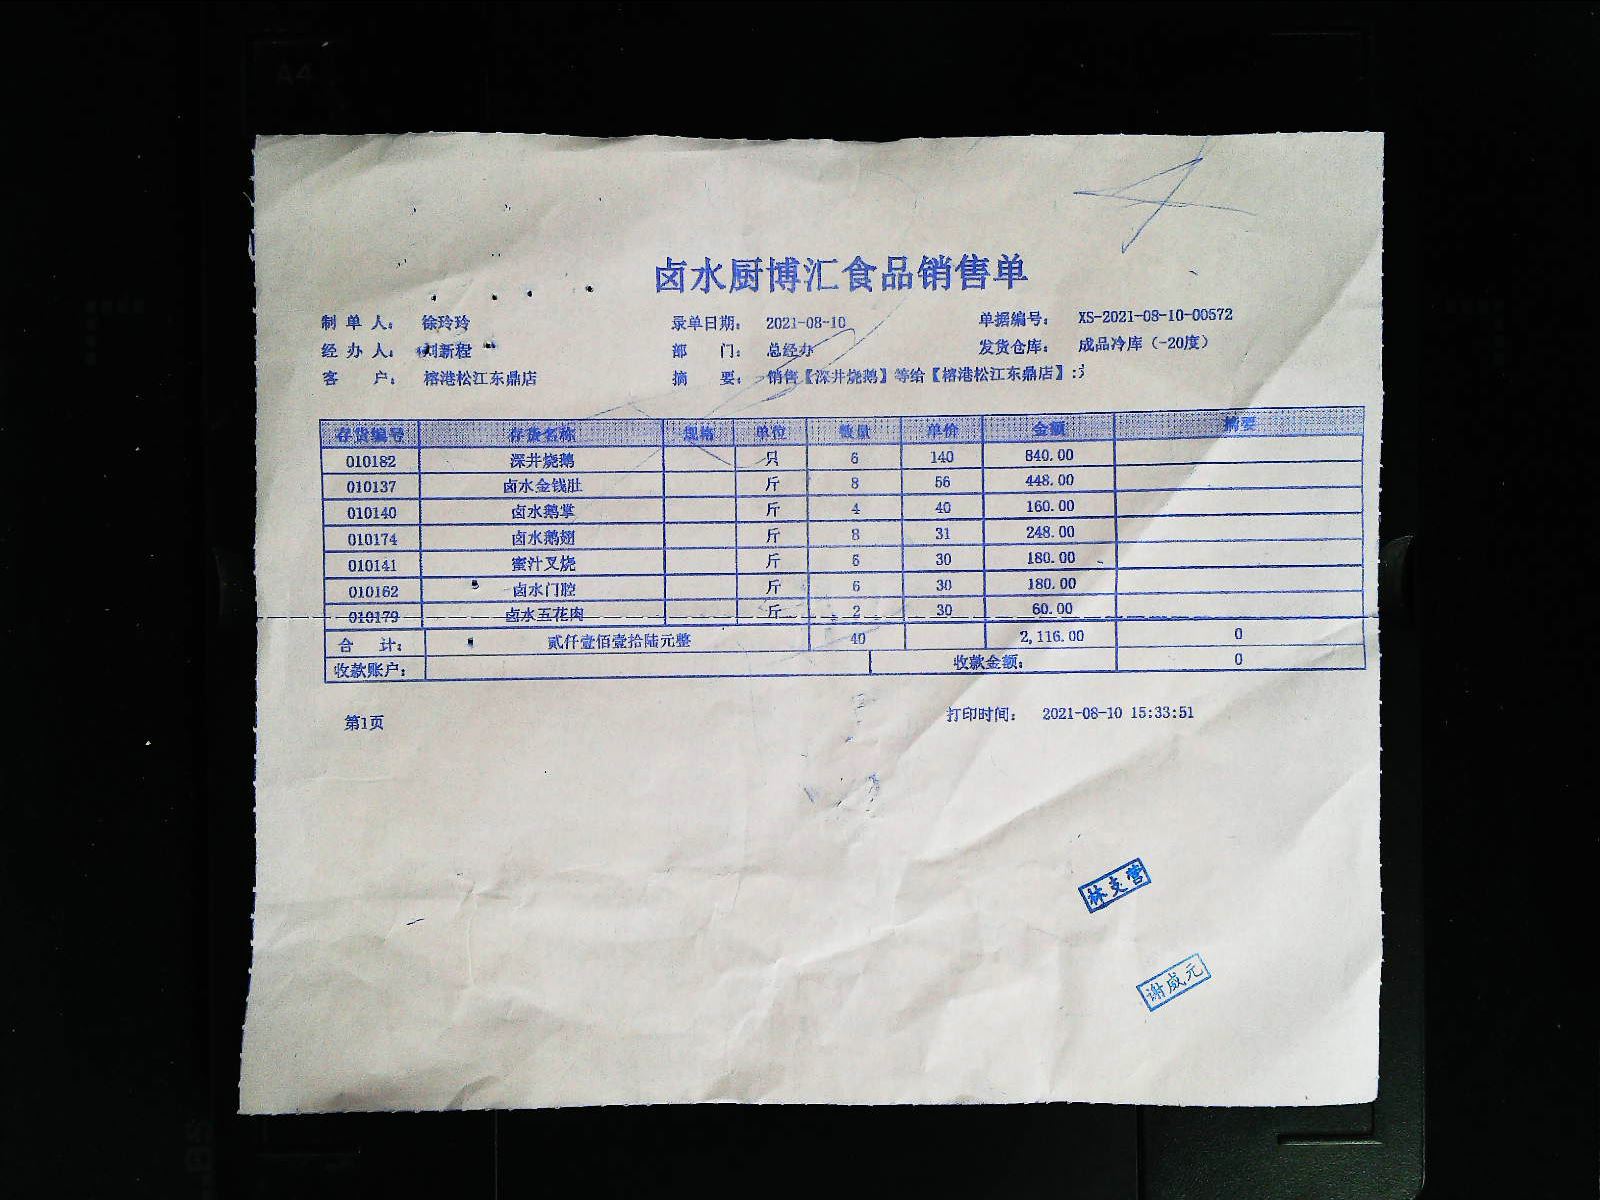 A4
卤水厨博汇食品销售单
制单人： 徐玲玲 录单日期： 2021-08-10 单据编号： XS-2021-08-10-00572
经办人： 刘新程 部门： 总经办 发货仓库： 成品冷库（-20度）
客户： 榕港松江东鼎店 摘要： 销售【深井烧鹅】等给【榕港松江东鼎店】:
存货编号 存货名称 规格 单位 数量 单价 金额 摘要
010182 深井烧鹅 只 6 140 840.00
010137 卤水金钱肚 斤 8 56 448.00
010140 卤水鹅掌 斤 4 40 160.00
010174 卤水鹅翅 斤 8 31 248.00
010141 蜜汁叉烧 斤 6 30 180.00
010162 卤水门腔 斤 6 30 180.00
010179 卤水五花肉 斤 2 30 60.00
合计： 贰仟壹佰壹拾陆元整 40 2,116.00 0
收款账户： 收款金额： 0
第1页 打印时间： 2021-08-10 15:33:51
林支营
谢威元